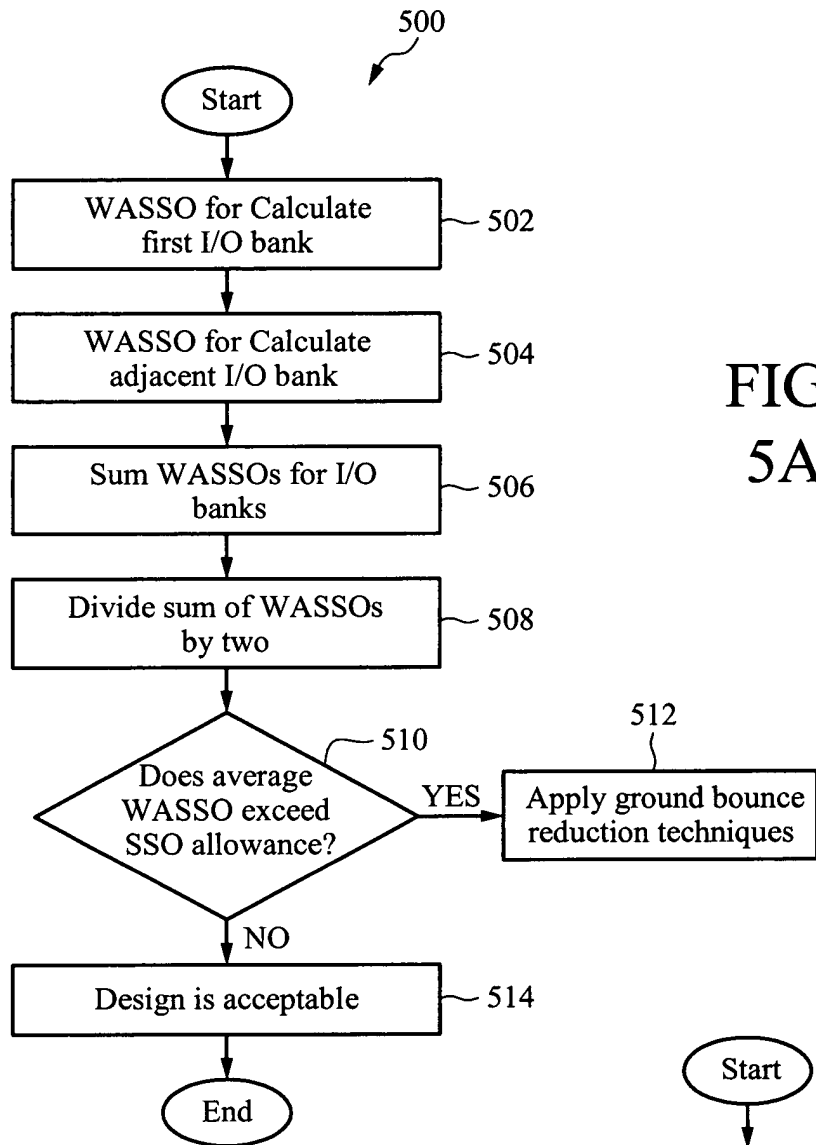 500
Start
WASSO for Calculate
first I/O bank
502
WASSO for Calculate
adjacent I/O bank
504
Sum WASSOs for I/O
banks
506
Divide sum of WASSOs
by two
508
FIG
5A
Does average
WASSO exceed
SSO allowance?
510
YES
512
Apply ground bounce
reduction techniques
NO
Design is acceptable
514
End
Start